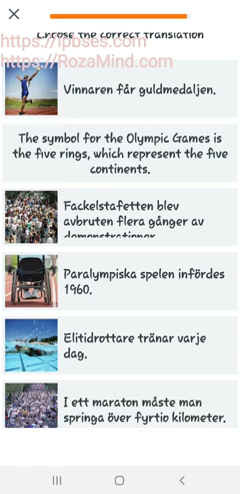 Choose the correct translation
https://ipbses.com
https://RozaMind.com
Vinnaren får guldmedaljen.
The symbol for the Olympic Games is
the five rings, which represent the five
continents.
Fackelstafetten blev
avbruten flera gånger av
demonstrationer
Paralympiska spelen infördes
1960.
Elitidrottare tränar varje
dag.
I ett maraton måste man
springa över fyrtio kilometer.